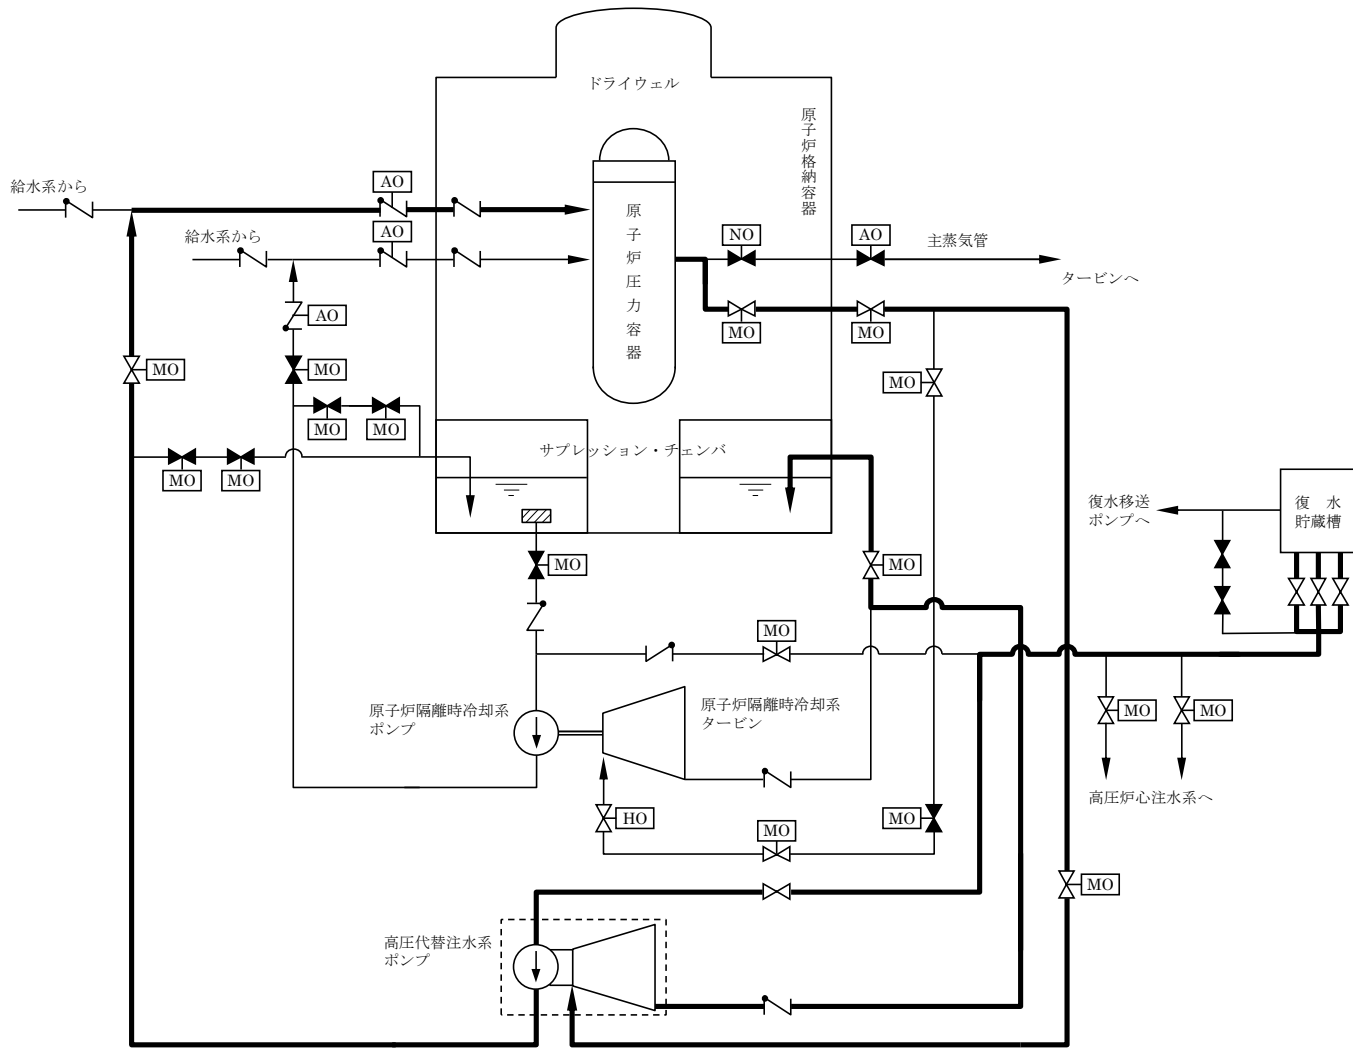 ドライウェル
原子炉格納容器
給水系から
AO
原子炉圧力容器
給水系から
AO
NO
AO
主蒸気管
タービンへ
AO
MO
MO
MO
MO
MO
MO
MO
MO
サプレッション・チェンバ
MO
MO
復水移送
ポンプへ
復 水
貯蔵槽
MO
MO
MO
原子炉隔離時冷却系
ポンプ
原子炉隔離時冷却系
タービン
MO
MO
高圧炉心注水系へ
HO
MO
MO
MO
高圧代替注水系
ポンプ